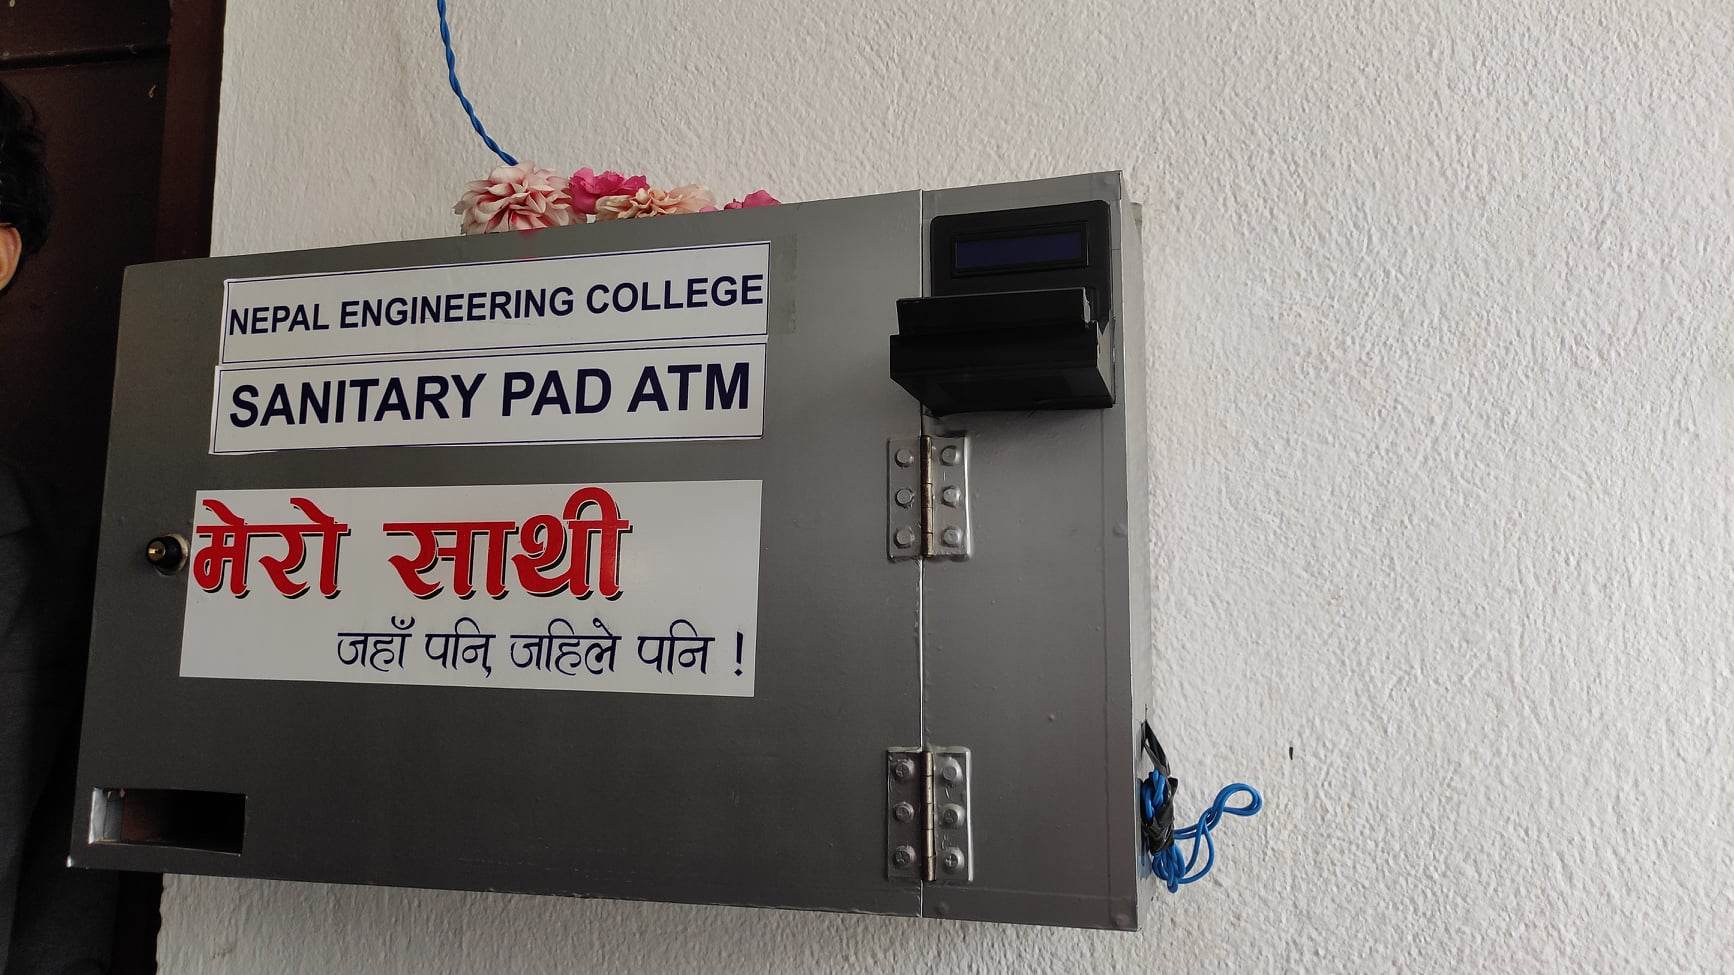 NEPAL ENGINEERING COLLEGE
SANITARY PAD ATM
मेरो साथी
जहाँ पनि, जहिले पनि !